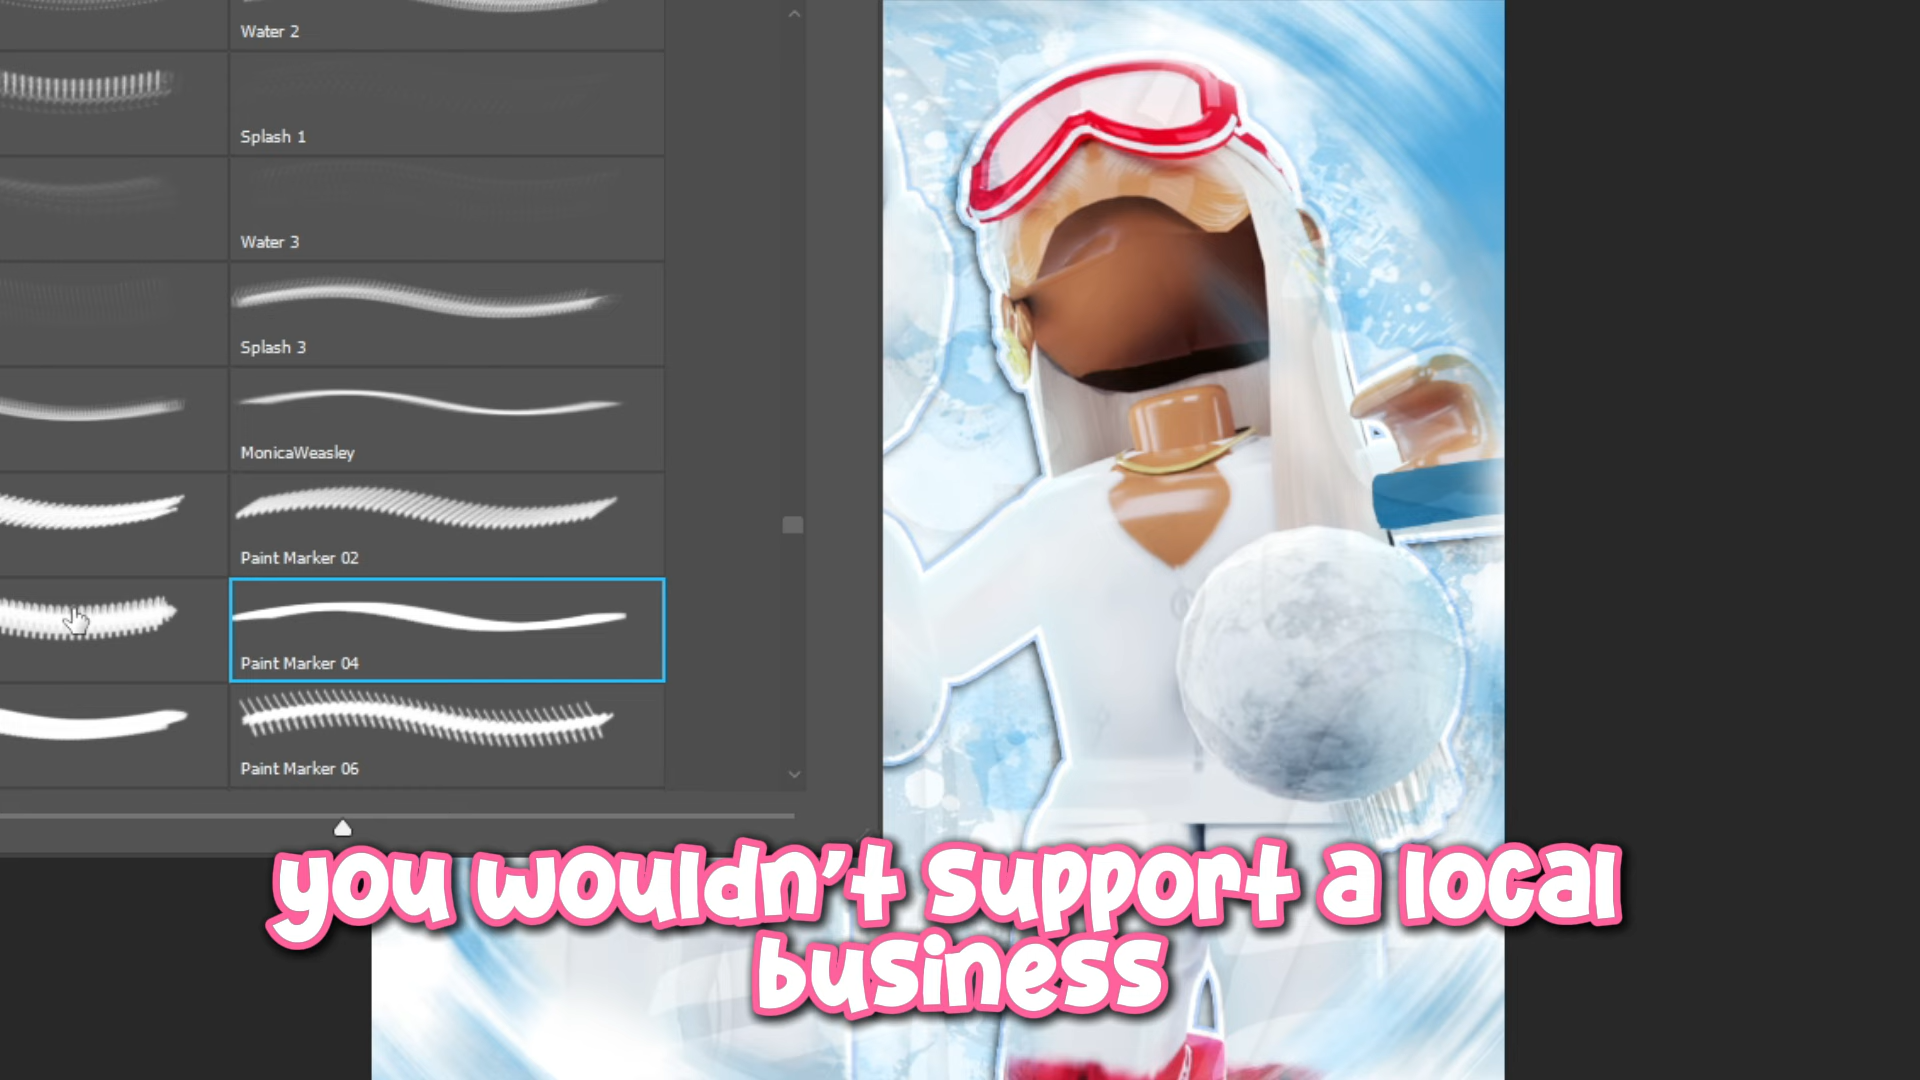 Water 2
Splash 1
Water 3
Splash 3
MonicaWeasley
Paint Marker 02
Paint Marker 04
Paint Marker 06
you wouldn't support a local
business